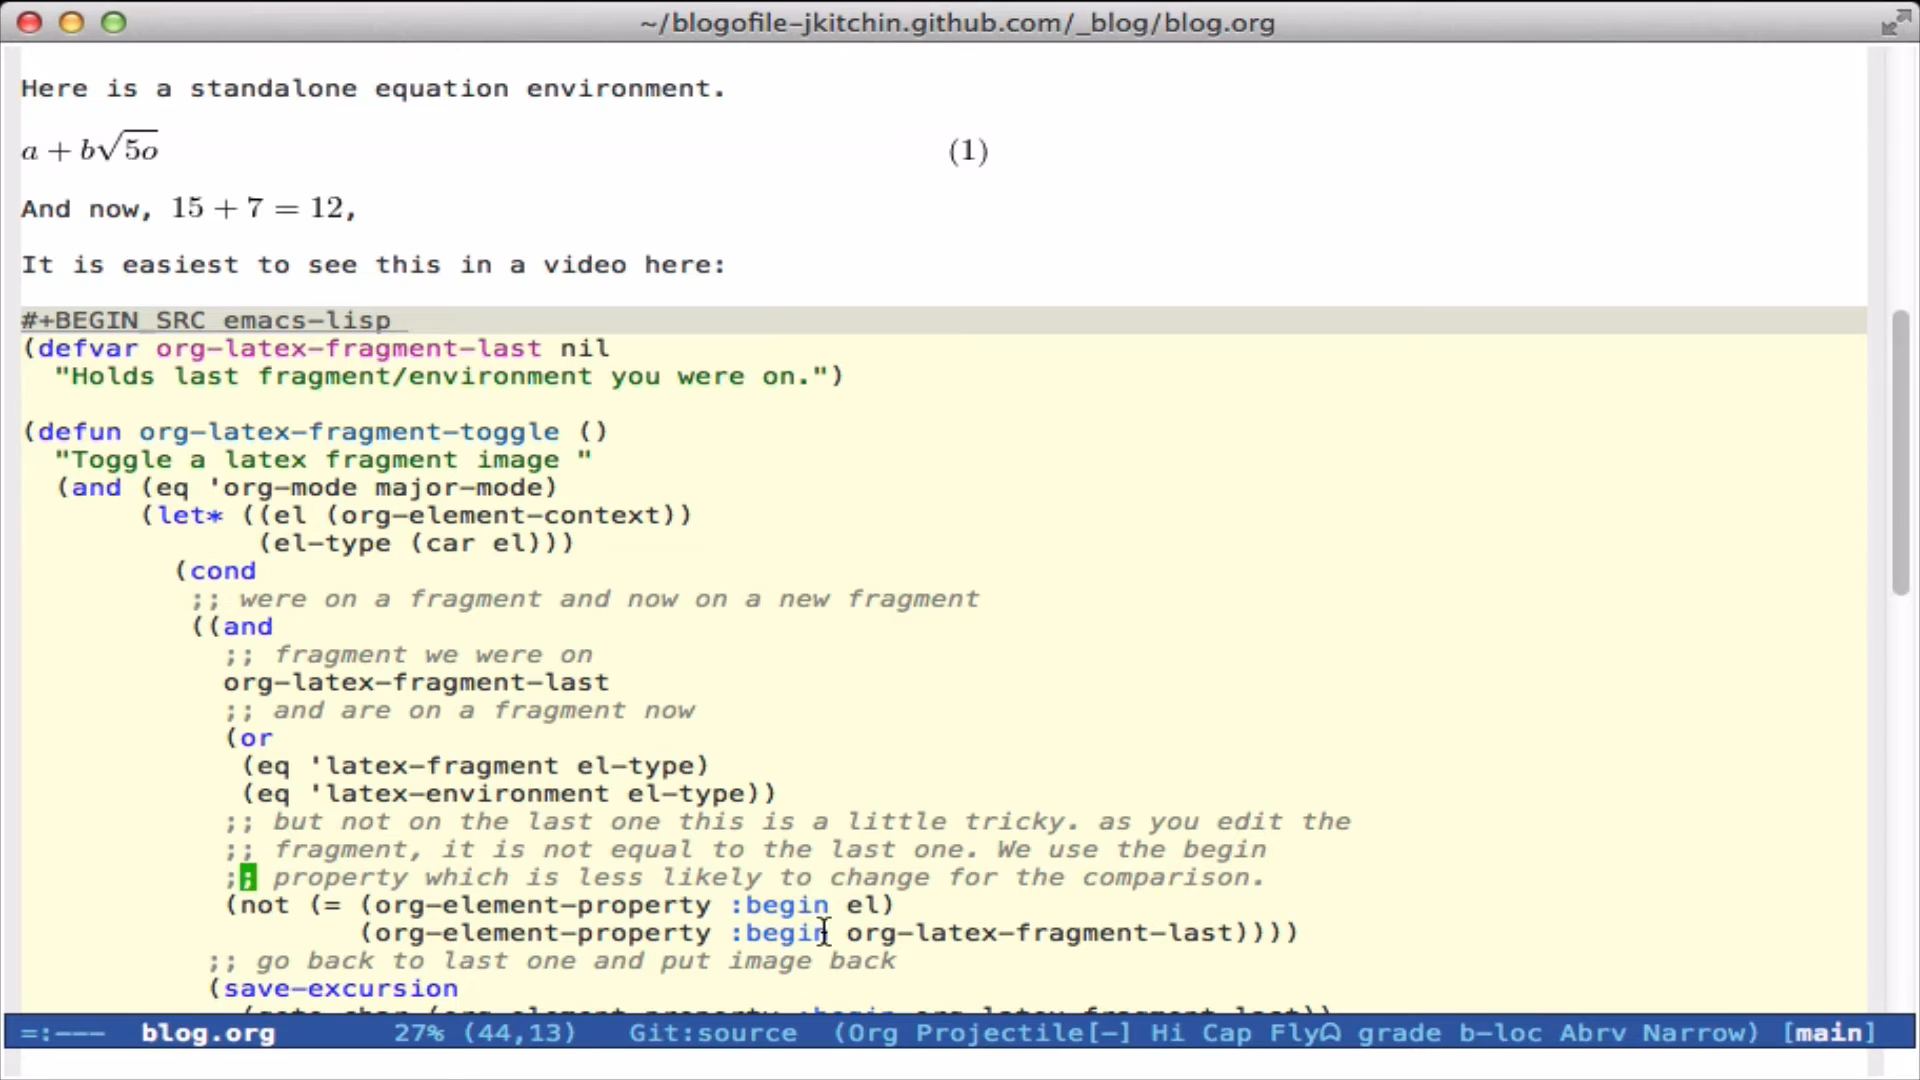 ~/blogofile-jkitchin.github.com/_blog/blog.org
Here is a standalone equation environment.
a + b√5o (1)
And now, 15 + 7 = 12,
It is easiest to see this in a video here:
#+BEGIN_SRC emacs-lisp
(defvar org-latex-fragment-last nil
  "Holds last fragment/environment you were on.")
(defun org-latex-fragment-toggle ()
  "Toggle a latex fragment image "
  (and (eq 'org-mode major-mode)
       (let* ((el (org-element-context))
              (el-type (car el)))
         (cond
          ;; were on a fragment and now on a new fragment
          ((and
            ;; fragment we were on
            org-latex-fragment-last
            ;; and are on a fragment now
            (or
             (eq 'latex-fragment el-type)
             (eq 'latex-environment el-type))
            ;; but not on the last one this is a little tricky. as you edit the
            ;; fragment, it is not equal to the last one. We use the begin
            ;; property which is less likely to change for the comparison.
            (not (= (org-element-property :begin el)
                    (org-element-property :begin org-latex-fragment-last))))
           ;; go back to last one and put image back
           (save-excursion
=:--- blog.org 27% (44,13) Git:source (Org Projectile[-] Hi Cap Fly grade b-loc Abrv Narrow) [main]